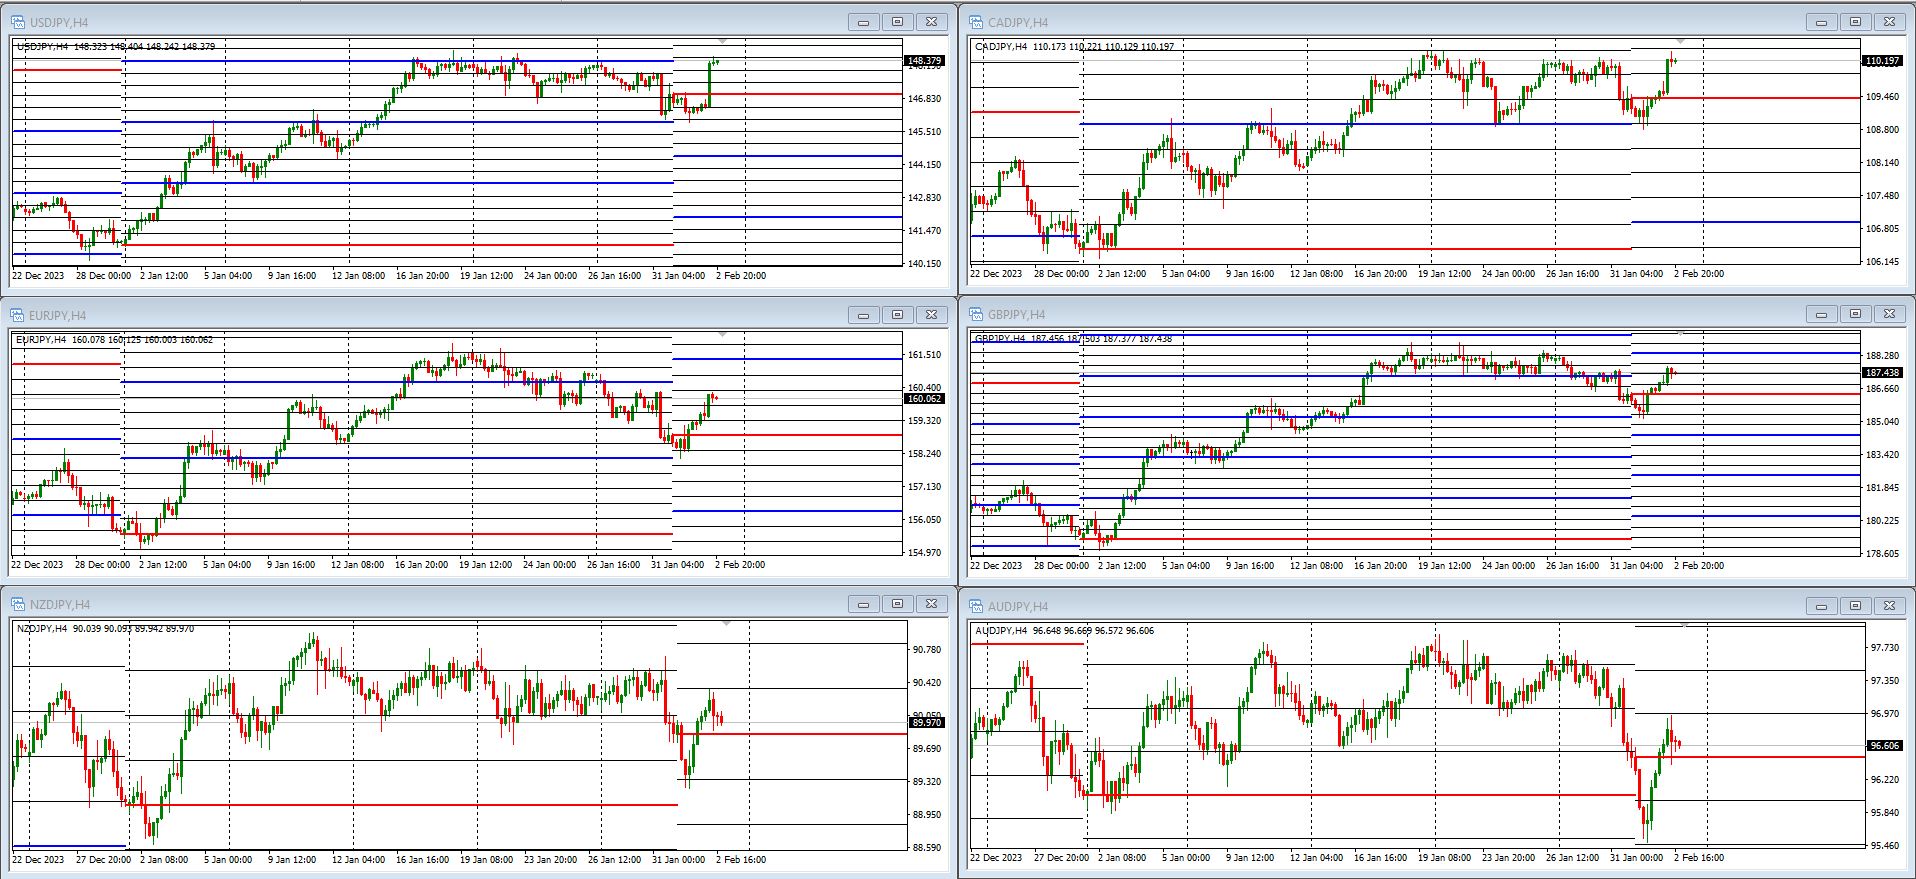 USDJPY,H4
USDJPY,H4 148.323 148.404 148.242 148.379
148.379
146.830
145.510
144.150
142.830
141.470
140.150
22 Dec 2023 28 Dec 00:00 2 Jan 12:00 5 Jan 04:00 9 Jan 16:00 12 Jan 08:00 16 Jan 20:00 19 Jan 12:00 24 Jan 00:00 26 Jan 16:00 31 Jan 04:00 2 Feb 20:00
CADJPY,H4
CADJPY,H4 110.173 110.221 110.129 110.197
110.197
109.460
108.800
108.140
107.480
106.805
106.145
22 Dec 2023 28 Dec 00:00 2 Jan 12:00 5 Jan 04:00 9 Jan 16:00 12 Jan 08:00 16 Jan 20:00 19 Jan 12:00 24 Jan 00:00 26 Jan 16:00 31 Jan 04:00 2 Feb 20:00
EURJPY,H4
EURJPY,H4 160.078 160.125 160.003 160.062
161.510
160.400
160.062
159.320
158.240
157.130
156.050
154.970
22 Dec 2023 28 Dec 00:00 2 Jan 12:00 5 Jan 04:00 9 Jan 16:00 12 Jan 08:00 16 Jan 20:00 19 Jan 12:00 24 Jan 00:00 26 Jan 16:00 31 Jan 04:00 2 Feb 20:00
GBPJPY,H4
GBPJPY,H4 187.456 187.503 187.377 187.438
188.280
187.438
186.660
185.040
183.420
181.845
180.225
178.605
22 Dec 2023 28 Dec 00:00 2 Jan 12:00 5 Jan 04:00 9 Jan 16:00 12 Jan 08:00 16 Jan 20:00 19 Jan 12:00 24 Jan 00:00 26 Jan 16:00 31 Jan 04:00 2 Feb 20:00
NZDJPY,H4
NZDJPY,H4 90.039 90.093 89.942 89.970
90.780
90.420
90.050
89.970
89.690
89.320
88.950
88.590
22 Dec 2023 27 Dec 20:00 2 Jan 08:00 5 Jan 00:00 9 Jan 12:00 12 Jan 04:00 16 Jan 16:00 19 Jan 08:00 23 Jan 20:00 26 Jan 12:00 31 Jan 00:00 2 Feb 16:00
AUDJPY,H4
AUDJPY,H4 96.648 96.669 96.572 96.606
97.730
97.350
96.970
96.606
96.220
95.840
95.460
22 Dec 2023 27 Dec 20:00 2 Jan 08:00 5 Jan 00:00 9 Jan 12:00 12 Jan 04:00 16 Jan 16:00 19 Jan 08:00 23 Jan 20:00 26 Jan 12:00 31 Jan 00:00 2 Feb 16:00